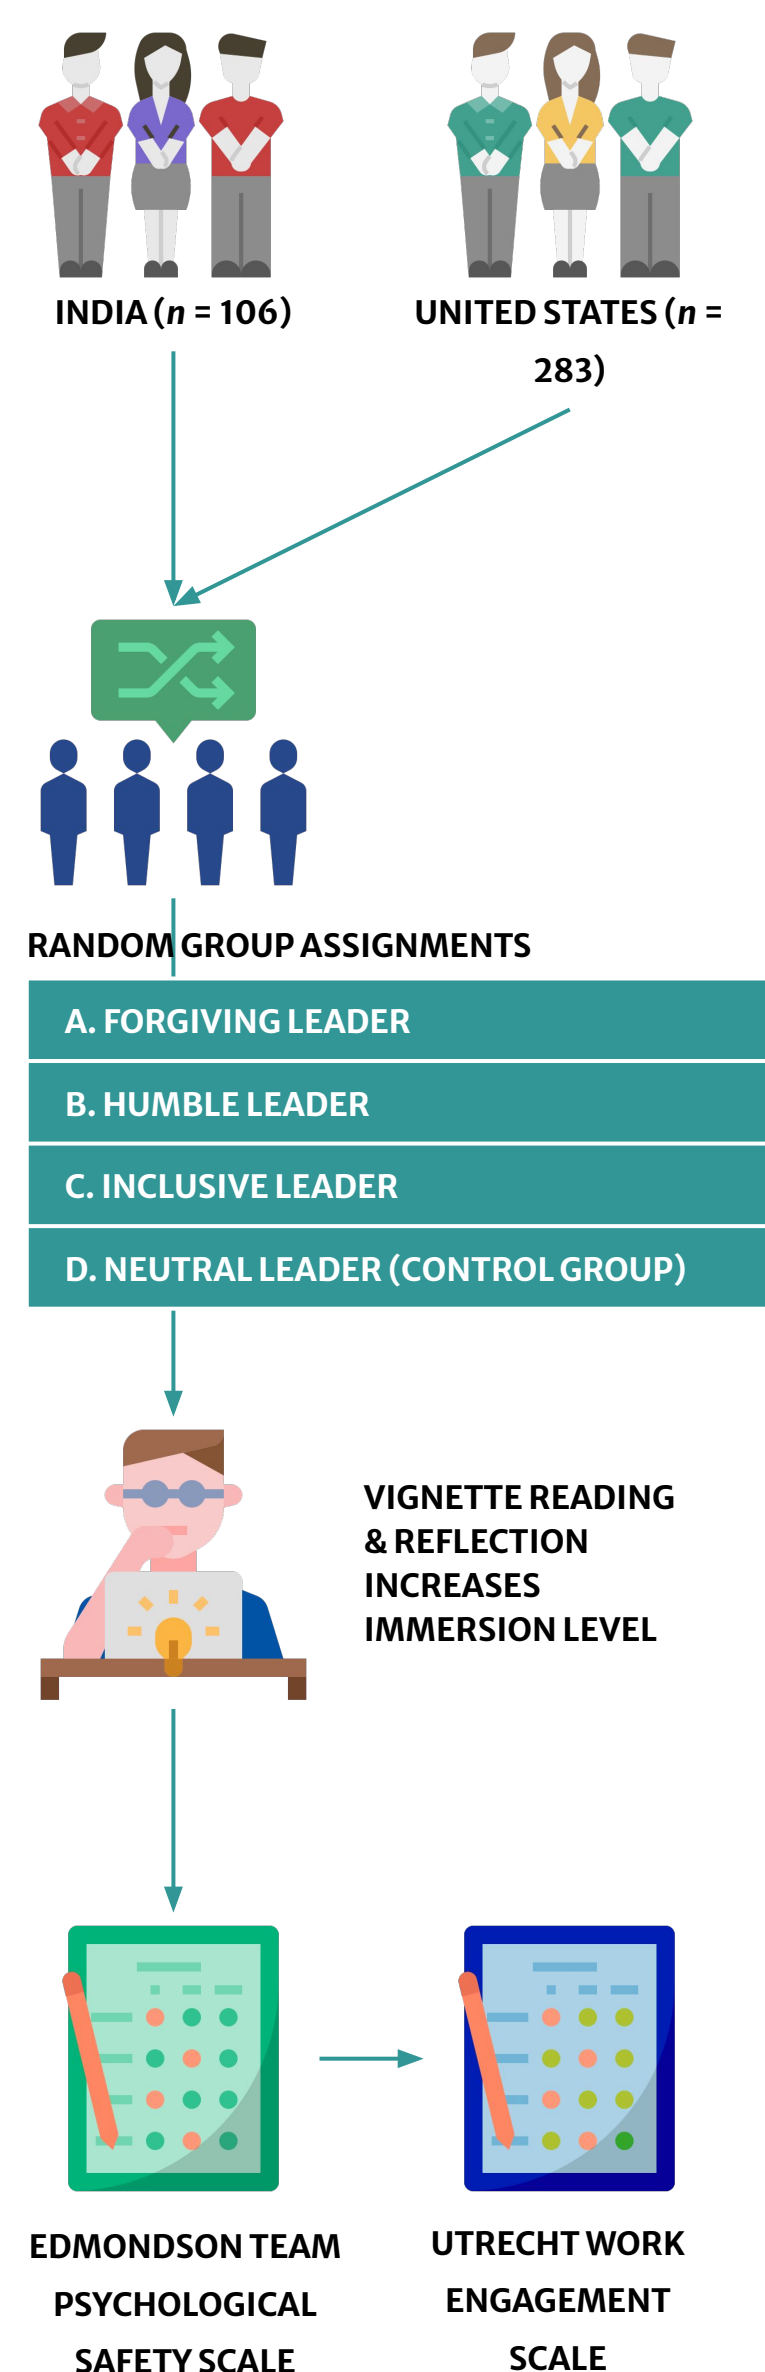 INDIA (n = 106)
UNITED STATES (n =
283)
RANDOM GROUP ASSIGNMENTS
A. FORGIVING LEADER
B. HUMBLE LEADER
C. INCLUSIVE LEADER
D. NEUTRAL LEADER (CONTROL GROUP)
VIGNETTE READING
& REFLECTION
INCREASES
IMMERSION LEVEL
EDMONDSON TEAM
PSYCHOLOGICAL
SAFETY SCALE
UTRECHT WORK
ENGAGEMENT
SCALE